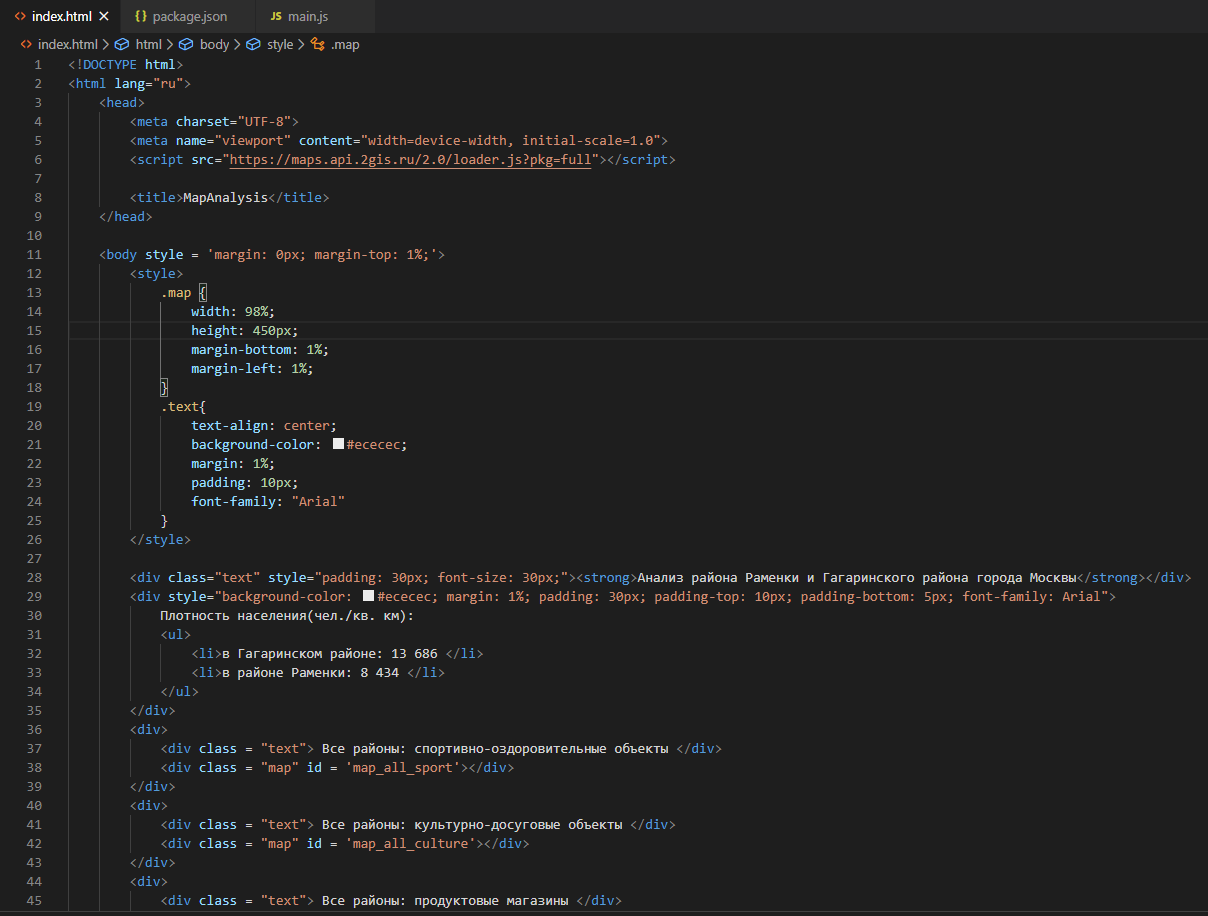 index.html
package.json
main.js
index.html > html > body > style > .map
1 <!DOCTYPE html>
2 <html lang="ru">
3 <head>
4 <meta charset="UTF-8">
5 <meta name="viewport" content="width=device-width, initial-scale=1.0">
6 <script src="https://maps.api.2gis.ru/2.0/loader.js?pkg=full"></script>
7
8 <title>MapAnalysis</title>
9 </head>
10
11 <body style = 'margin: 0px; margin-top: 1%;'>
12 <style>
13 .map {
14 width: 98%;
15 height: 450px;
16 margin-bottom: 1%;
17 margin-left: 1%;
18 }
19 .text{
20 text-align: center;
21 background-color: #ececec;
22 margin: 1%;
23 padding: 10px;
24 font-family: "Arial"
25 }
26 </style>
27
28 <div class="text" style="padding: 30px; font-size: 30px;"><strong>Анализ района Раменки и Гагаринского района города Москвы</strong></div>
29 <div style="background-color: #ececec; margin: 1%; padding: 30px; padding-top: 10px; padding-bottom: 5px; font-family: Arial">
30 Плотность населения(чел./кв. км):
31 <ul>
32 <li>в Гагаринском районе: 13 686 </li>
33 <li>в районе Раменки: 8 434 </li>
34 </ul>
35 </div>
36 <div>
37 <div class = "text"> Все районы: спортивно-оздоровительные объекты </div>
38 <div class = "map" id = 'map_all_sport'></div>
39 </div>
40 <div>
41 <div class = "text"> Все районы: культурно-досуговые объекты </div>
42 <div class = "map" id = 'map_all_culture'></div>
43 </div>
44 <div>
45 <div class = "text"> Все районы: продуктовые магазины </div>